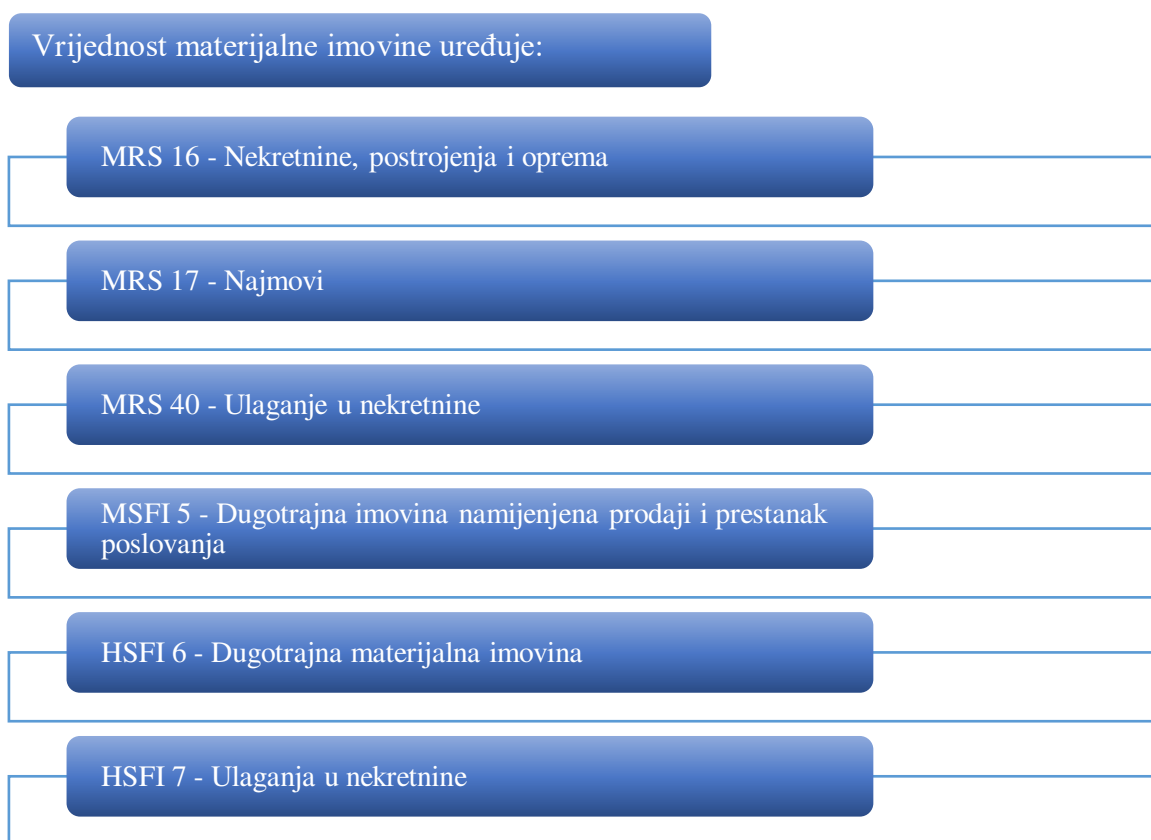 Vrijednost materijalne imovine uređuje:
MRS 16 - Nekretnine, postrojenja i oprema
MRS 17 - Najmovi
MRS 40 - Ulaganje u nekretnine
MSFI 5 - Dugotrajna imovina namijenjena prodaji i prestanak
poslovanja
HSFI 6 - Dugotrajna materijalna imovina
HSFI 7 - Ulaganja u nekretnine